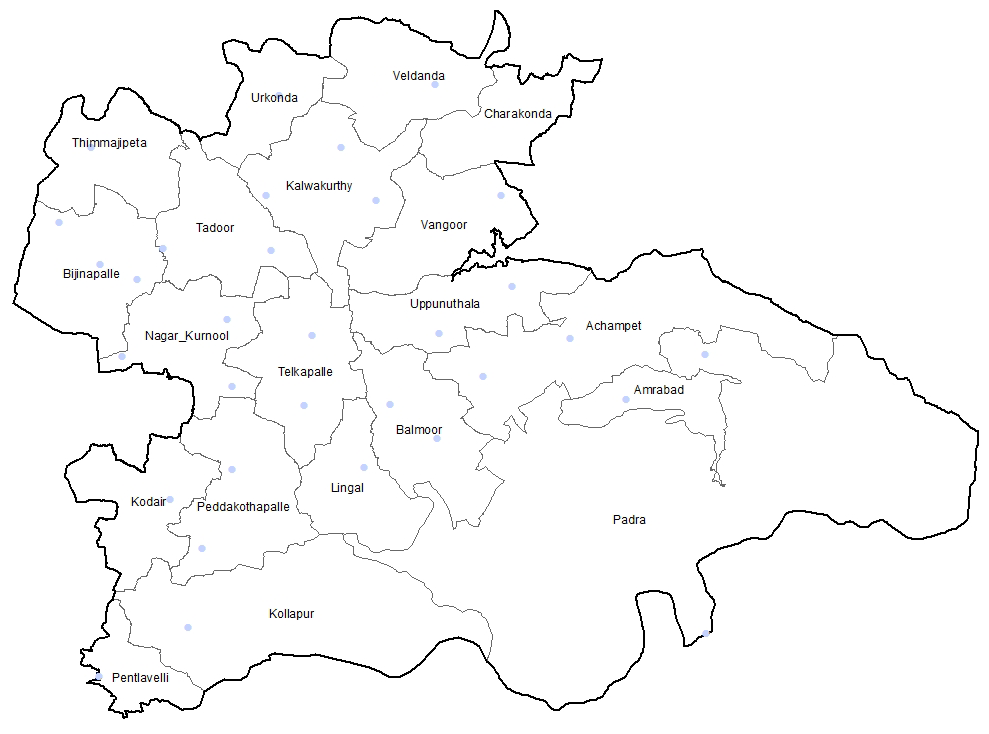 Veldanda
Urkonda
Charakonda
Thimmajipeta
Kalwakurthy
Tadoor
Vangoor
Bijinapalle
Uppunuthala
Achampet
Nagar_Kurnool
Telkapalle
Amrabad
Balmoor
Lingal
Kodair
Peddakothapalle
Padra
Kollapur
Pentlavelli